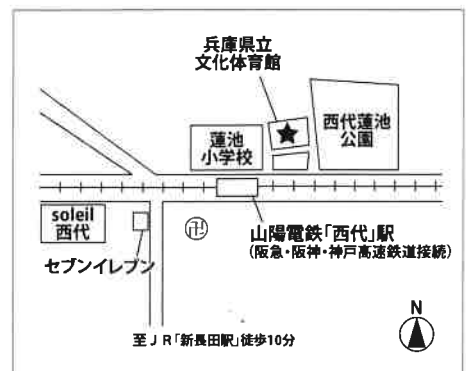 兵庫県立
文化体育館
蓮池
小学校
西代蓮池
公園
soleil
西代
卍
セブンイレブン
山陽電鉄「西代」駅
(阪急・阪神・神戸高速鉄道接続)
N
至JR「新長田駅」徒歩10分